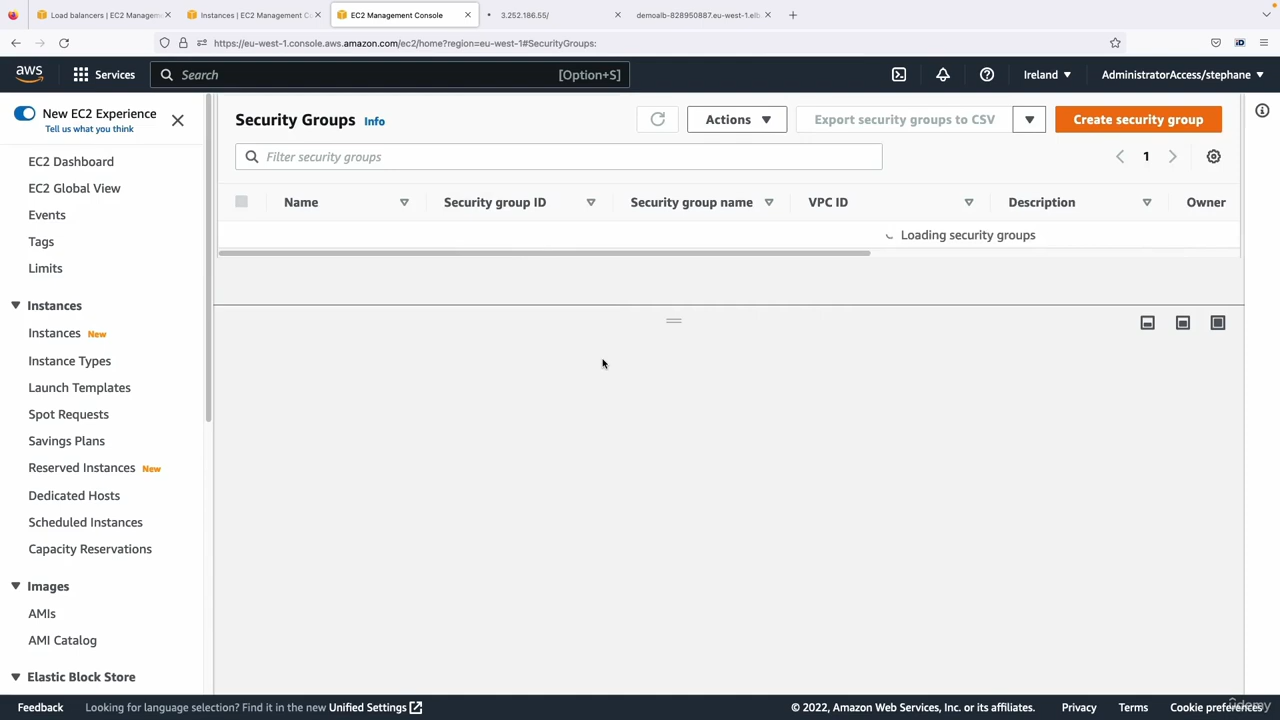 Load balancers | EC2 Manageme
Instances | EC2 Management C
EC2 Management Console
3.252.186.55/
demoalb-828950887.eu-west-1.elb
https://eu-west-1.console.aws.amazon.com/ec2/home?region=eu-west-1#SecurityGroups:
aws
Services
Search
[Option+S]
Ireland
AdministratorAccess/stephane
New EC2 Experience
Tell us what you think
EC2 Dashboard
EC2 Global View
Events
Tags
Limits
Instances
Instances New
Instance Types
Launch Templates
Spot Requests
Savings Plans
Reserved Instances New
Dedicated Hosts
Scheduled Instances
Capacity Reservations
Images
AMIs
AMI Catalog
Elastic Block Store
Security Groups Info
Actions
Export security groups to CSV
Create security group
Filter security groups
1
Name
Security group ID
Security group name
VPC ID
Description
Owner
Loading security groups
Feedback
Looking for language selection? Find it in the new Unified Settings
© 2022, Amazon Web Services, Inc. or its affiliates.
Privacy
Terms
Cookie preferences
udemy